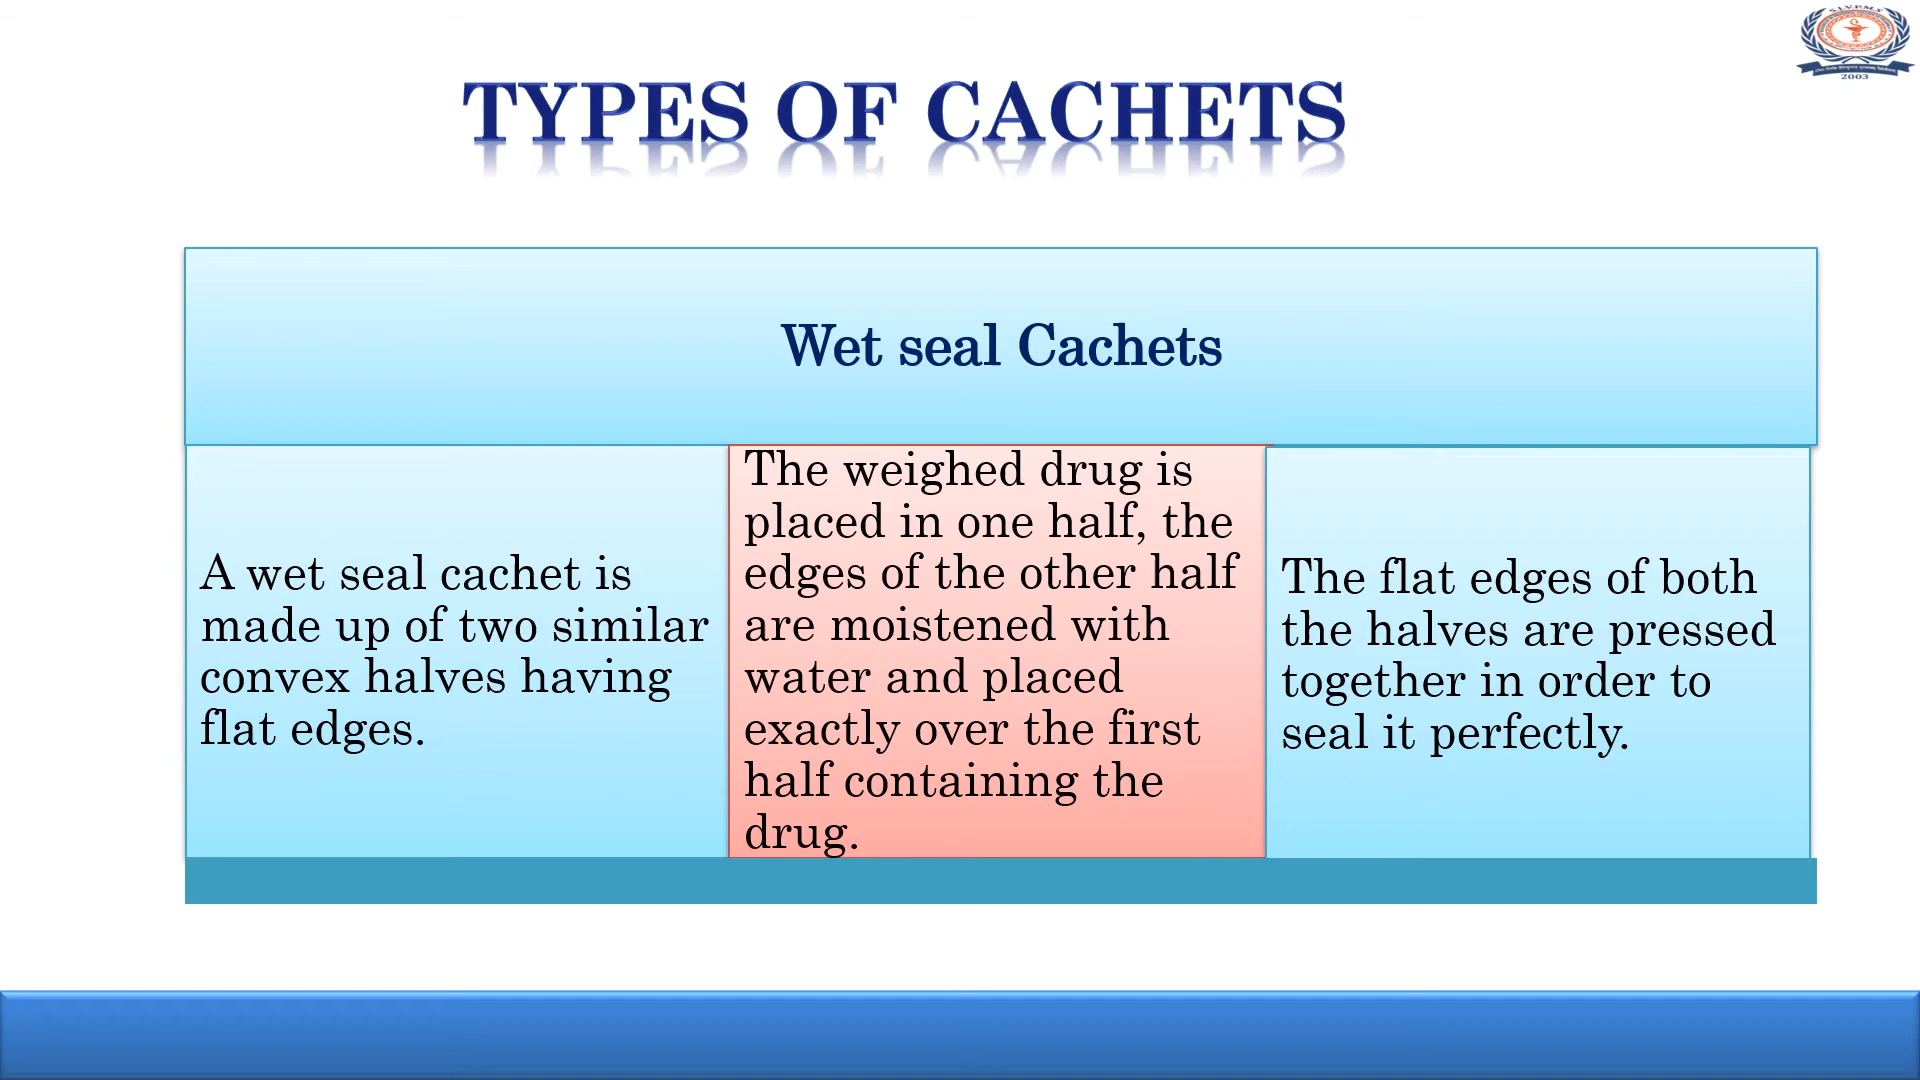 S.I.V.P.M.S
2003
TYPES OF CACHETS
Wet seal Cachets
A wet seal cachet is
made up of two similar
convex halves having
flat edges.
The weighed drug is
placed in one half, the
edges of the other half
are moistened with
water and placed
exactly over the first
half containing the
drug.
The flat edges of both
the halves are pressed
together in order to
seal it perfectly.